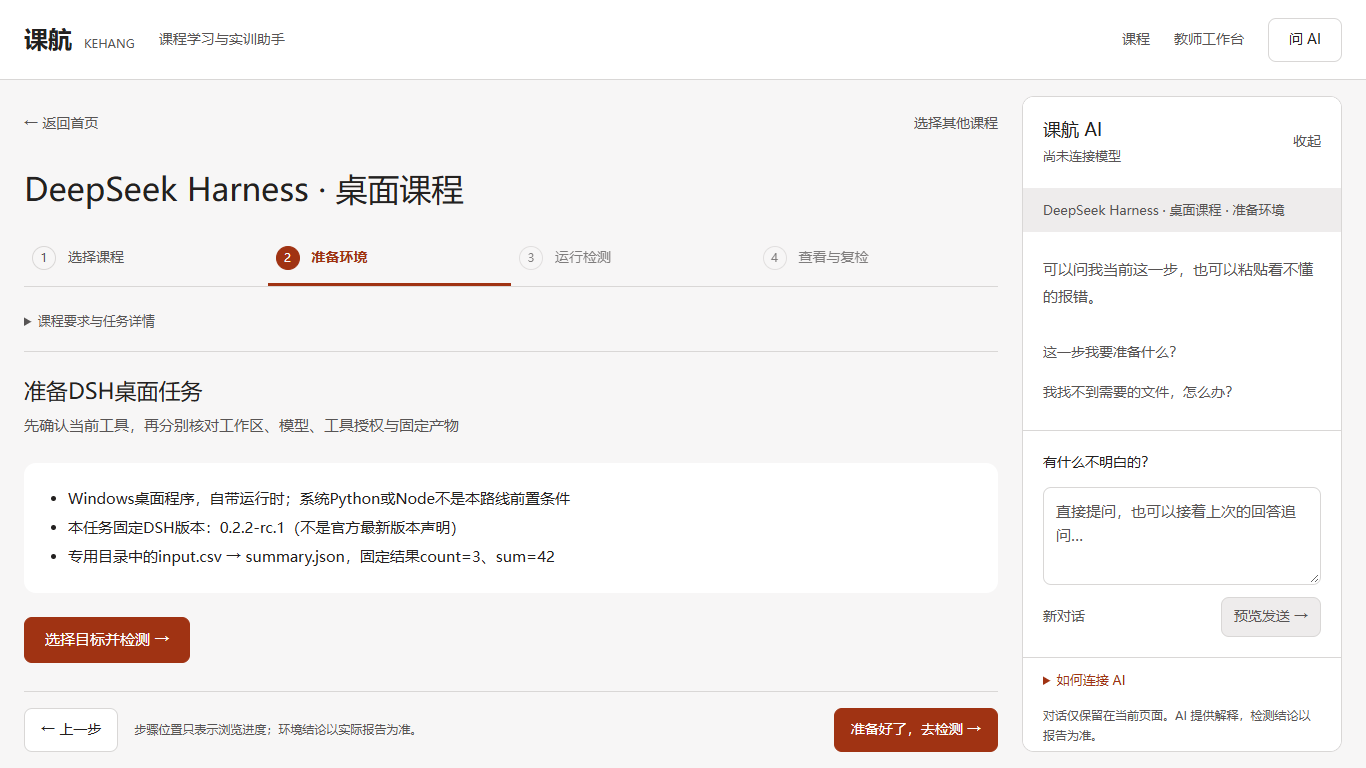 课航 KEHANG 课程学习与实训助手 课程 教师工作台 问 AI
← 返回首页 选择其他课程
DeepSeek Harness · 桌面课程
1 选择课程 2 准备环境 3 运行检测 4 查看与复检
▶ 课程要求与任务详情
准备DSH桌面任务
先确认当前工具，再分别核对工作区、模型、工具授权与固定产物
• Windows桌面程序，自带运行时；系统Python或Node不是本路线前置条件
• 本任务固定DSH版本：0.2.2-rc.1（不是官方最新版本声明）
• 专用目录中的input.csv → summary.json，固定结果count=3、sum=42
选择目标并检测 →
← 上一步 步骤位置只表示浏览进度；环境结论以实际报告为准。 准备好了，去检测 →
课航 AI
尚未连接模型
收起
DeepSeek Harness · 桌面课程 · 准备环境
可以问我当前这一步，也可以粘贴看不懂
的报错。
这一步我要准备什么？
我找不到需要的文件，怎么办？
有什么不明白的？
直接提问，也可以接着上次的回答追
问...
新对话 预览发送 →
▶ 如何连接 AI
对话仅保留在当前页面。AI 提供解释，检测结论以
报告为准。